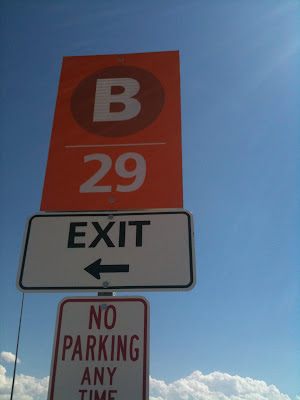 B
29
EXIT
NO
PARKING
ANY
TIME